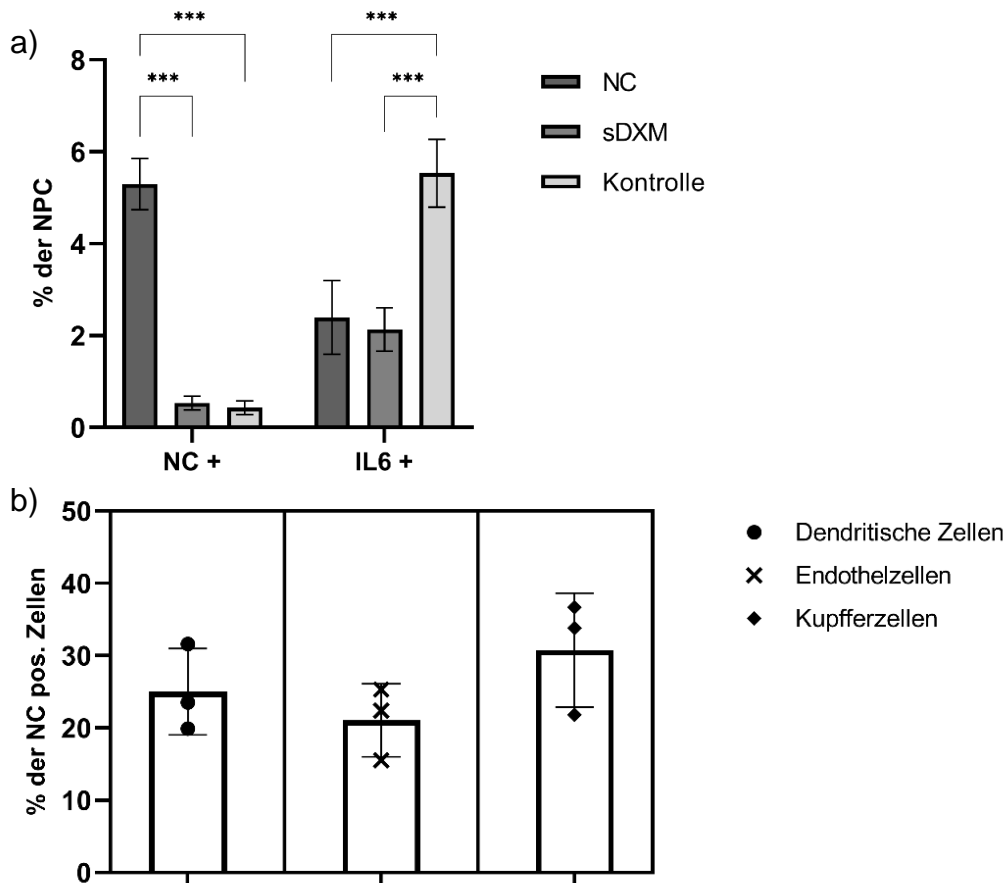 a)
***
***
***
***
8
6
4
2
0
% der NPC
NC +
IL6 +
NC
sDXM
Kontrolle
b)
50
40
30
20
10
0
% der NC pos. Zellen
Dendritische Zellen
Endothelzellen
Kupfferzellen